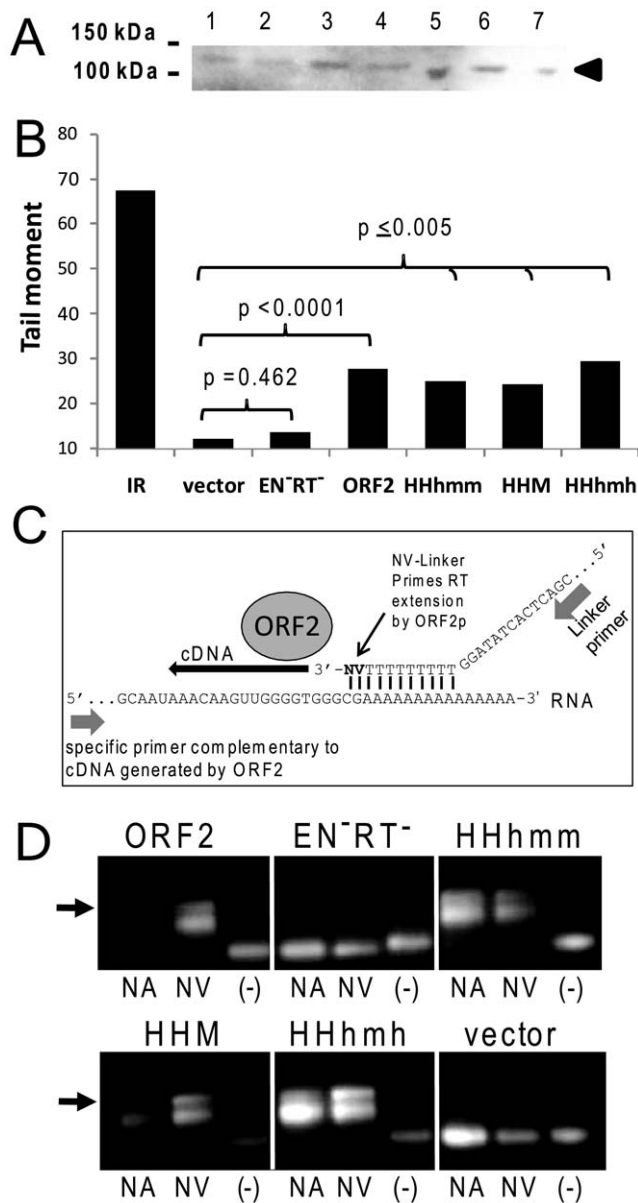 A
150 kDa
100 kDa
1 2 3 4 5 6 7
B
Tail moment
80
70
60
50
40
30
20
10
p ≤0.005
p <0.0001
p =0.462
IR vector EN⁻RT⁻ ORF2 HHhmm HHM HHhmh
C
NV-Linker
Primes RT
extension
by ORF2p
ORF2
cDNA
3'-NVTTTTTTTTT
GGATATCACTCAGC...5'
Linker
primer
5'...GCAAUAAACAAGUUGGGGUGGGCGAAAAAAAAAAAAAAA-3' RNA
specific primer complementary to
cDNA generated by ORF2
D
ORF2 EN⁻RT⁻ HHhmm
NA NV (-) NA NV (-) NA NV (-)
HHM HHhmh vector
NA NV (-) NA NV (-) NA NV (-)